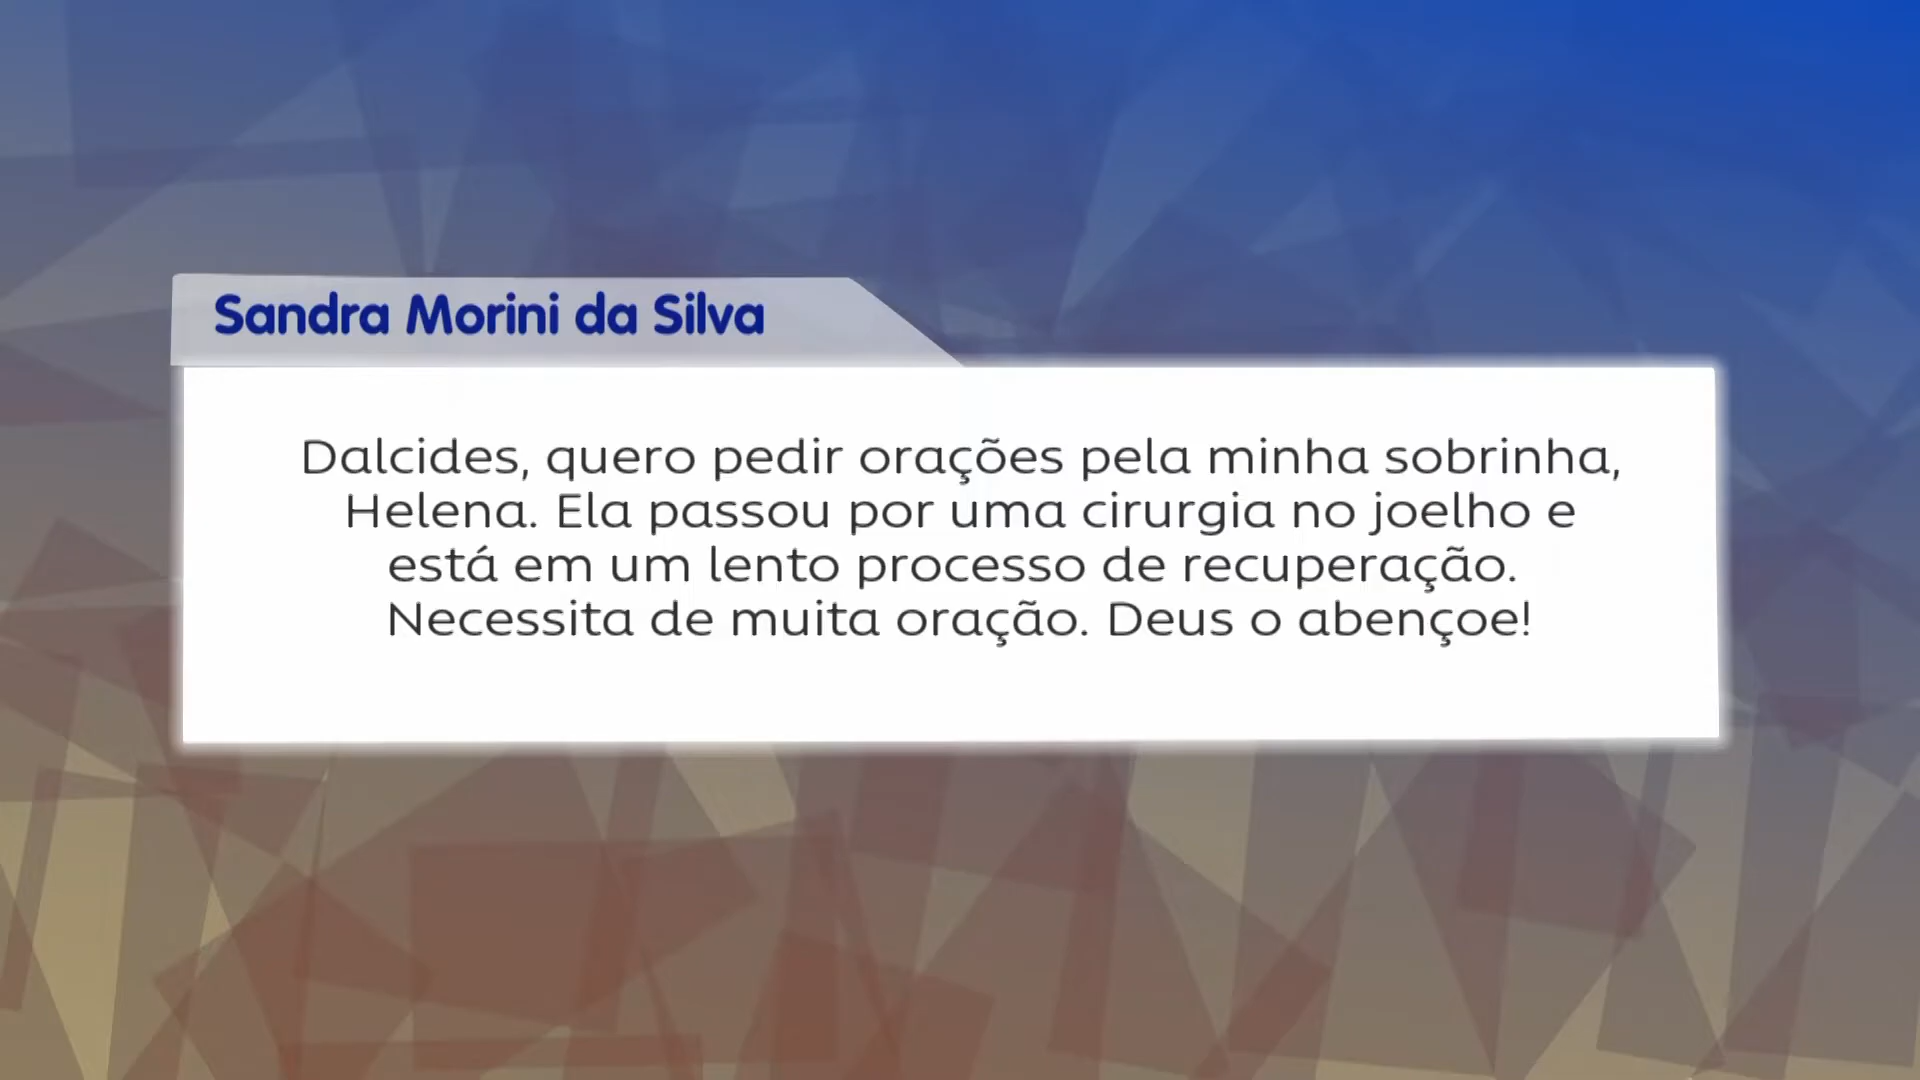 Sandra Morini da Silva
Dalcides, quero pedir orações pela minha sobrinha,
Helena. Ela passou por uma cirurgia no joelho e
está em um lento processo de recuperação.
Necessita de muita oração. Deus o abençoe!